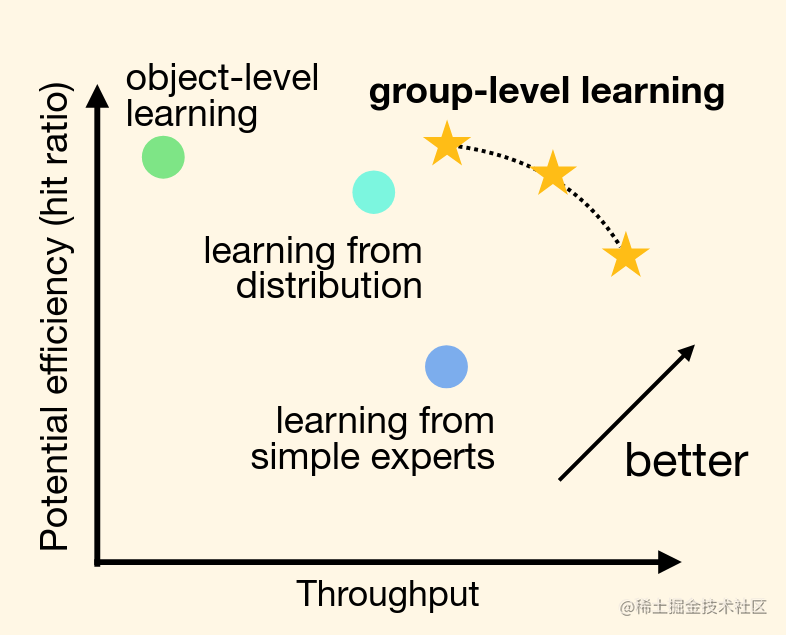 object-level
learning
group-level learning
Potential efficiency (hit ratio)
learning from
distribution
learning from
simple experts
better
Throughput
@稀土掘金技术社区